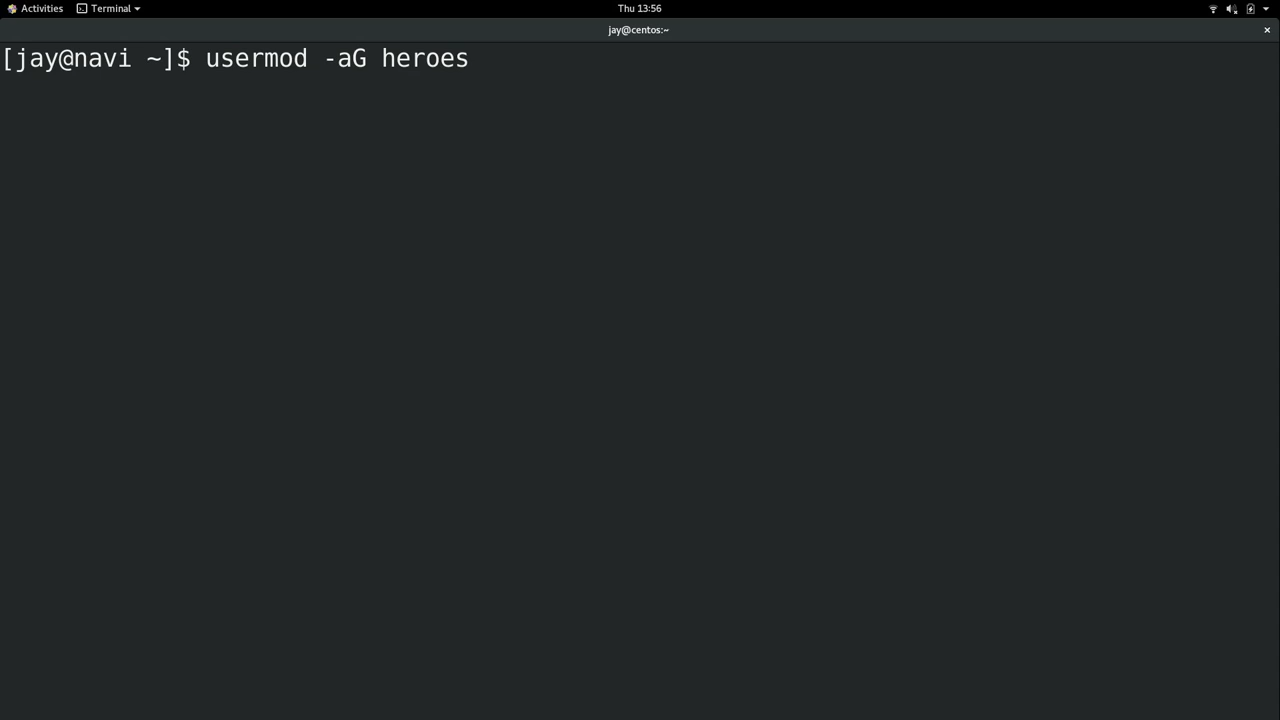 Activities Terminal Thu 13:56
jay@centos:~
[jay@navi ~]$ usermod -aG heroes